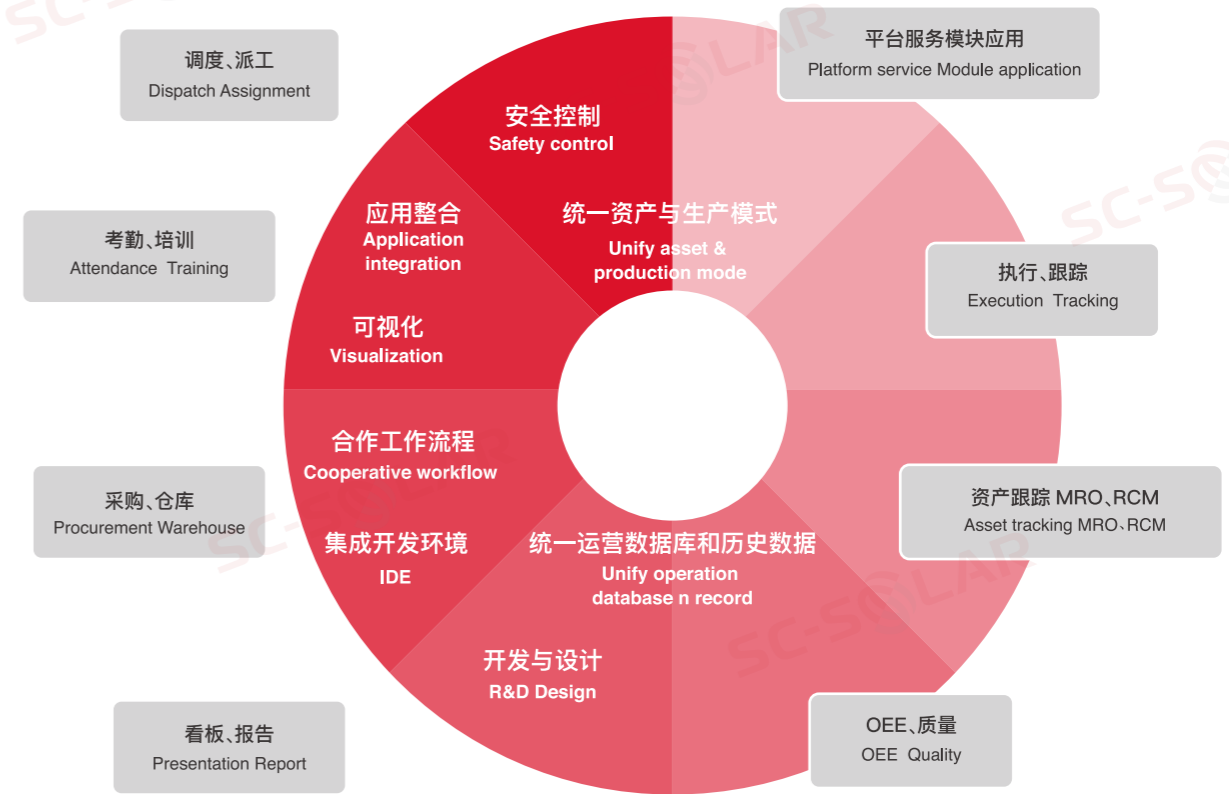 调度、派工
Dispatch Assignment
平台服务模块应用
Platform service Module application
安全控制
Safety control
应用整合
Application
integration
统一资产与生产模式
Unify asset &
production mode
考勤、培训
Attendance Training
执行、跟踪
Execution Tracking
可视化
Visualization
合作工作流程
Cooperative workflow
采购、仓库
Procurement Warehouse
资产跟踪 MRO、RCM
Asset tracking MRO、RCM
集成开发环境
IDE
统一运营数据库和历史数据
Unify operation
database n record
开发与设计
R&D Design
看板、报告
Presentation Report
OEE、质量
OEE Quality
SC-SOLAR
SC-SOLAR
SC-SOLAR